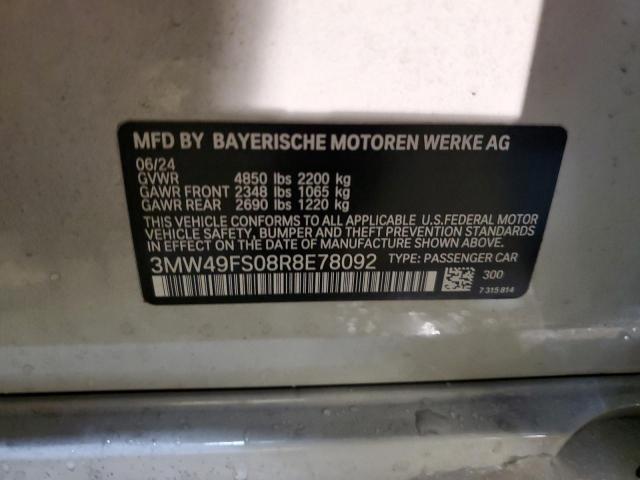 MFD BY BAYERISCHE MOTOREN WERKE AG
06/24
GVWR 4850 lbs 2200 kg
GAWR FRONT 2348 lbs 1065 kg
GAWR REAR 2690 lbs 1220 kg
THIS VEHICLE CONFORMS TO ALL APPLICABLE U.S.FEDERAL MOTOR
VEHICLE SAFETY, BUMPER, AND THEFT PREVENTION
STANDARDS IN EFFECT ON THE DATE OF
MANUFACTURE SHOWN ABOVE.
3MW49FS08R8E78092 TYPE: PASSENGER CAR
300
7 315 814